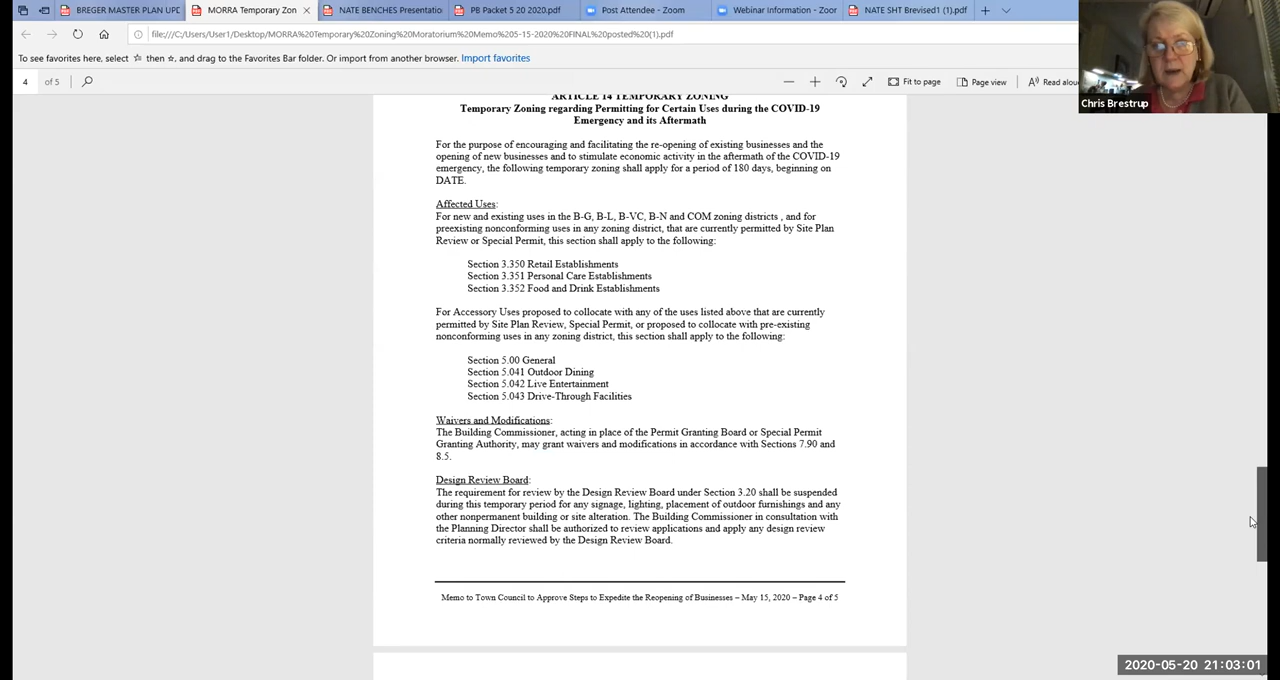 BREGER MASTER PLAN UPD
MORRA Temporary Zon
NATE BENCHES Presentatio
PB Packet 5 20 2020.pdf
Post Attendee - Zoom
Webinar Information - Zoor
NATE SHT Brevised1 (1).pdf
file:///C:/Users/User1/Desktop/MORRA%20Temporary%20Zoning%20Moratorium%20Memo%205-15-2020%20FINAL%20posted%20(1).pdf
To see favorites here, select ☆ then ☆, and drag to the Favorites Bar folder. Or import from another browser. Import favorites
4 of 5
Fit to page
Page view
Read alou
Chris Brestrup
ARTICLE 14 TEMPORARY ZONING
Temporary Zoning regarding Permitting for Certain Uses during the COVID-19
Emergency and its Aftermath
For the purpose of encouraging and facilitating the re-opening of existing businesses and the
opening of new businesses and to stimulate economic activity in the aftermath of the COVID-19
emergency, the following temporary zoning shall apply for a period of 180 days, beginning on
DATE.
Affected Uses:
For new and existing uses in the B-G, B-L, B-VC, B-N and COM zoning districts , and for
preexisting nonconforming uses in any zoning district, that are currently permitted by Site Plan
Review or Special Permit, this section shall apply to the following:
Section 3.350 Retail Establishments
Section 3.351 Personal Care Establishments
Section 3.352 Food and Drink Establishments
For Accessory Uses proposed to collocate with any of the uses listed above that are currently
permitted by Site Plan Review, Special Permit, or proposed to collocate with pre-existing
nonconforming uses in any zoning district, this section shall apply to the following:
Section 5.00 General
Section 5.041 Outdoor Dining
Section 5.042 Live Entertainment
Section 5.043 Drive-Through Facilities
Waivers and Modifications:
The Building Commissioner, acting in place of the Permit Granting Board or Special Permit
Granting Authority, may grant waivers and modifications in accordance with Sections 7.90 and
8.5.
Design Review Board:
The requirement for review by the Design Review Board under Section 3.20 shall be suspended
during this temporary period for any signage, lighting, placement of outdoor furnishings and any
other nonpermanent building or site alteration. The Building Commissioner in consultation with
the Planning Director shall be authorized to review applications and apply any design review
criteria normally reviewed by the Design Review Board.
Memo to Town Council to Approve Steps to Expedite the Reopening of Businesses – May 15, 2020 – Page 4 of 5
2020-05-20 21:03:01